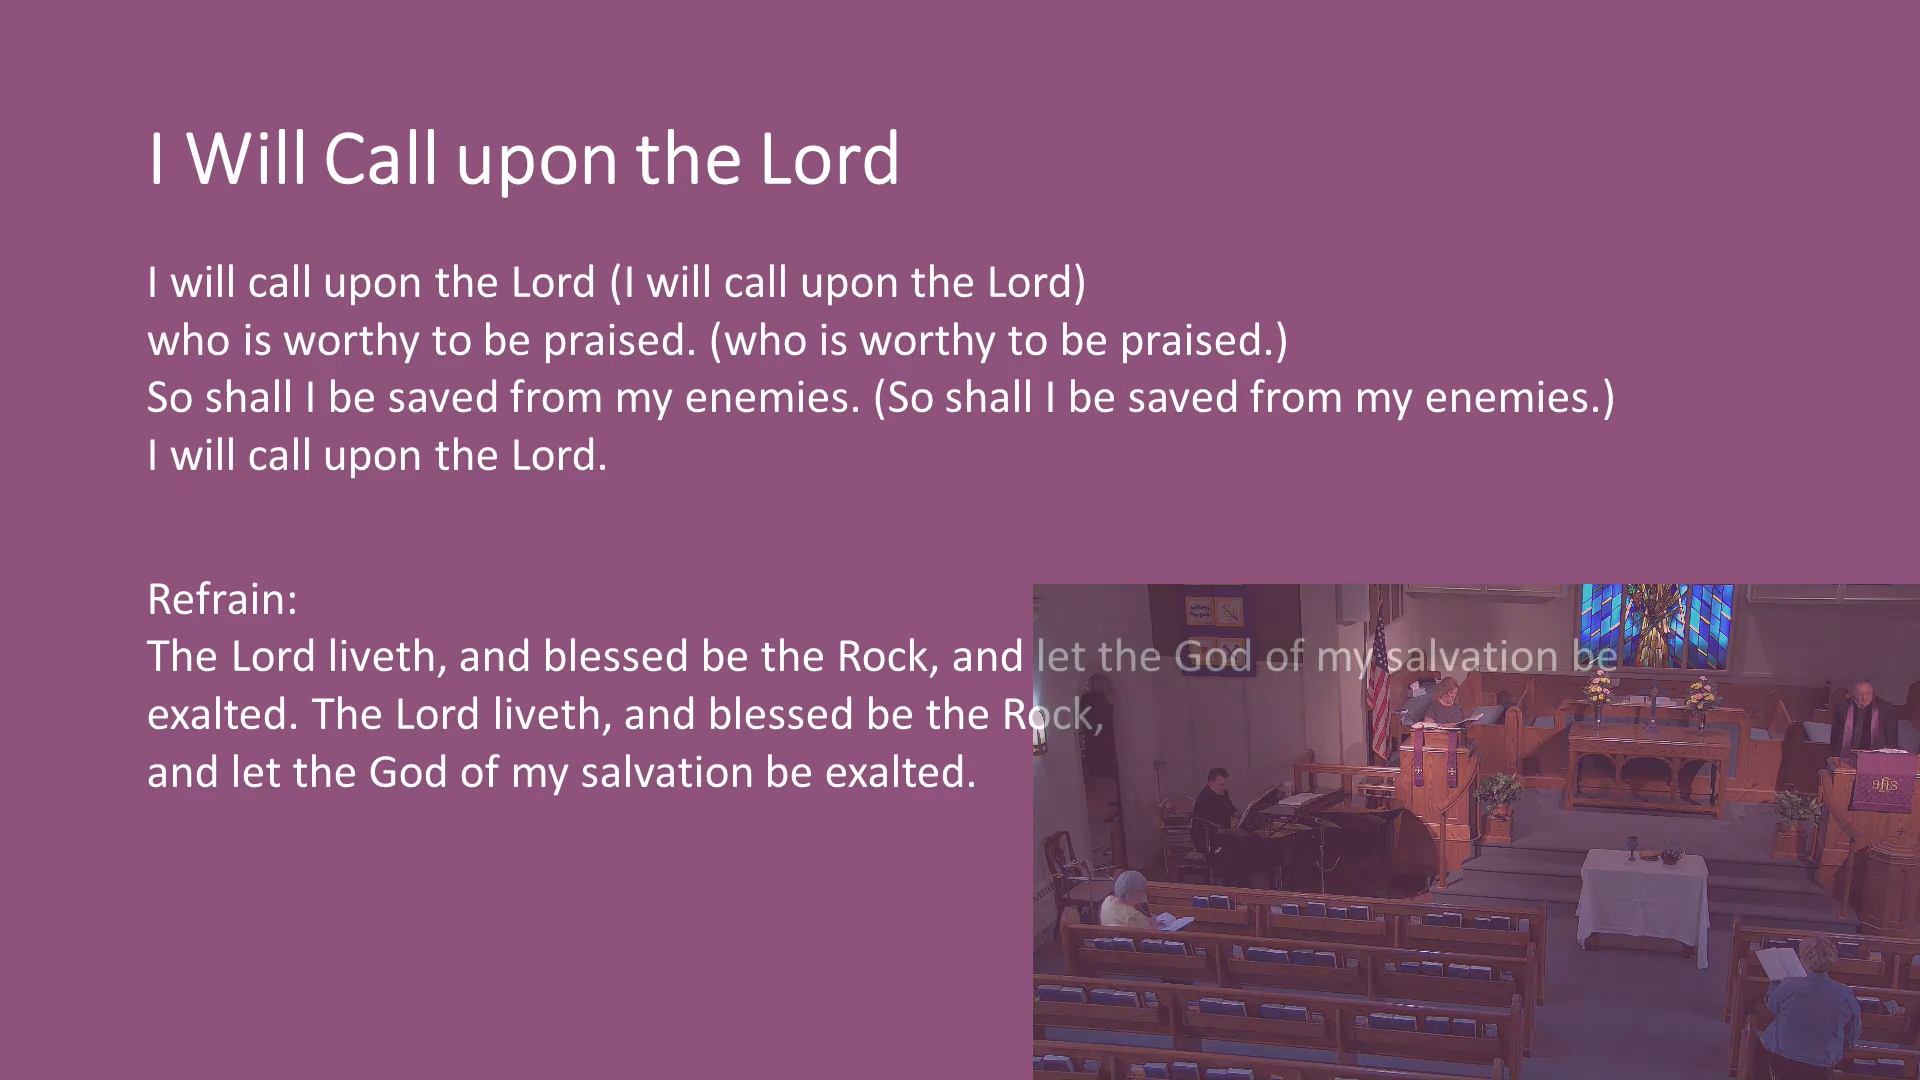 I Will Call upon the Lord
I will call upon the Lord (I will call upon the Lord)
who is worthy to be praised. (who is worthy to be praised.)
So shall I be saved from my enemies. (So shall I be saved from my enemies.)
I will call upon the Lord.
Refrain:
The Lord liveth, and blessed be the Rock, and let the God of my salvation be
exalted. The Lord liveth, and blessed be the Rock,
and let the God of my salvation be exalted.